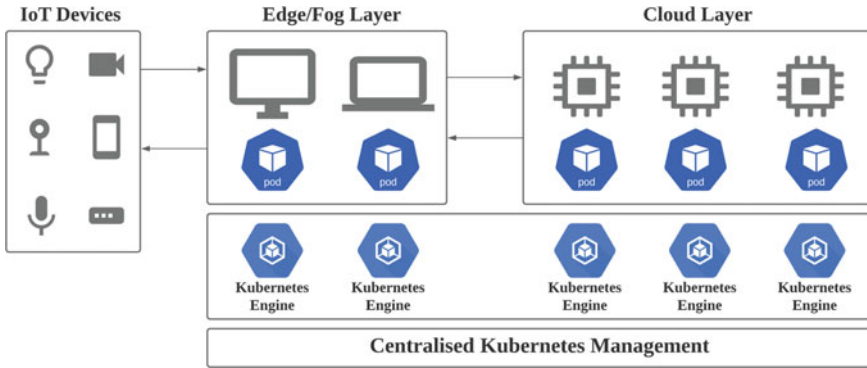 IoT Devices
Edge/Fog Layer
Cloud Layer
pod
pod
pod
pod
pod
Kubernetes
Engine
Kubernetes
Engine
Kubernetes
Engine
Kubernetes
Engine
Kubernetes
Engine
Centralised Kubernetes Management